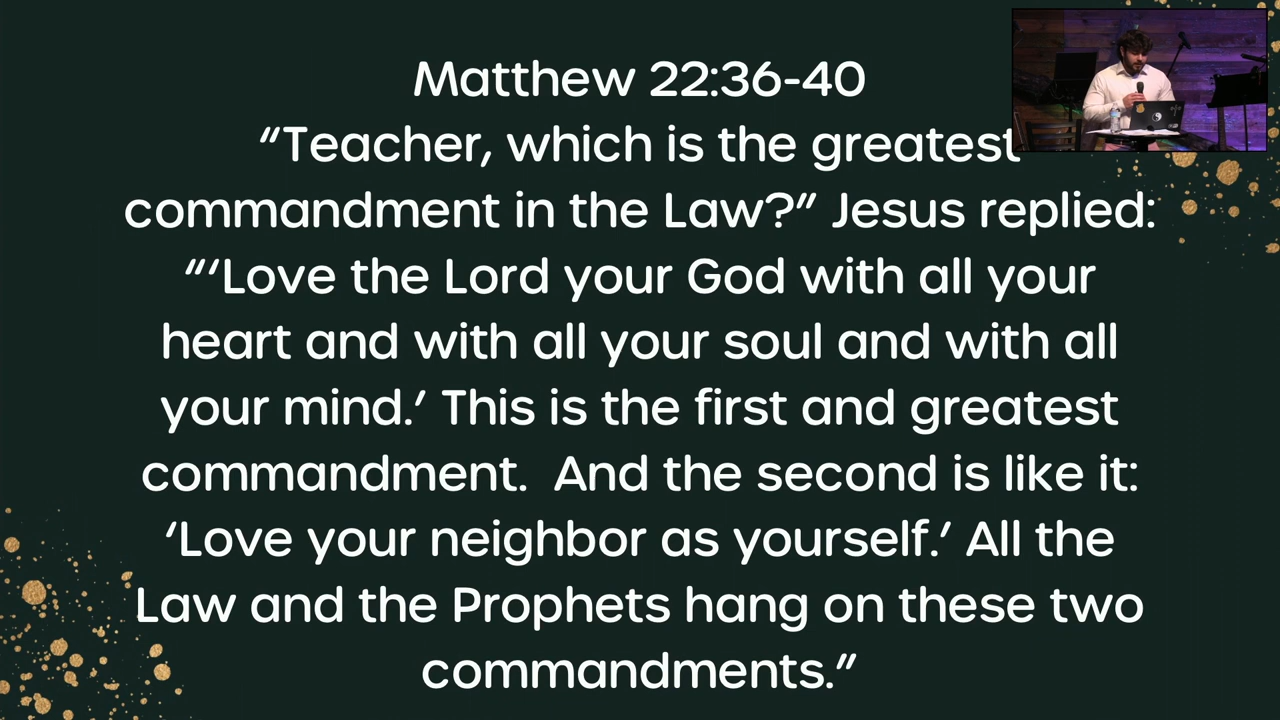 Matthew 22:36-40
“Teacher, which is the greatest
commandment in the Law?” Jesus replied:
“‘Love the Lord your God with all your
heart and with all your soul and with all
your mind.’ This is the first and greatest
commandment.  And the second is like it:
‘Love your neighbor as yourself.’ All the
Law and the Prophets hang on these two
commandments.”